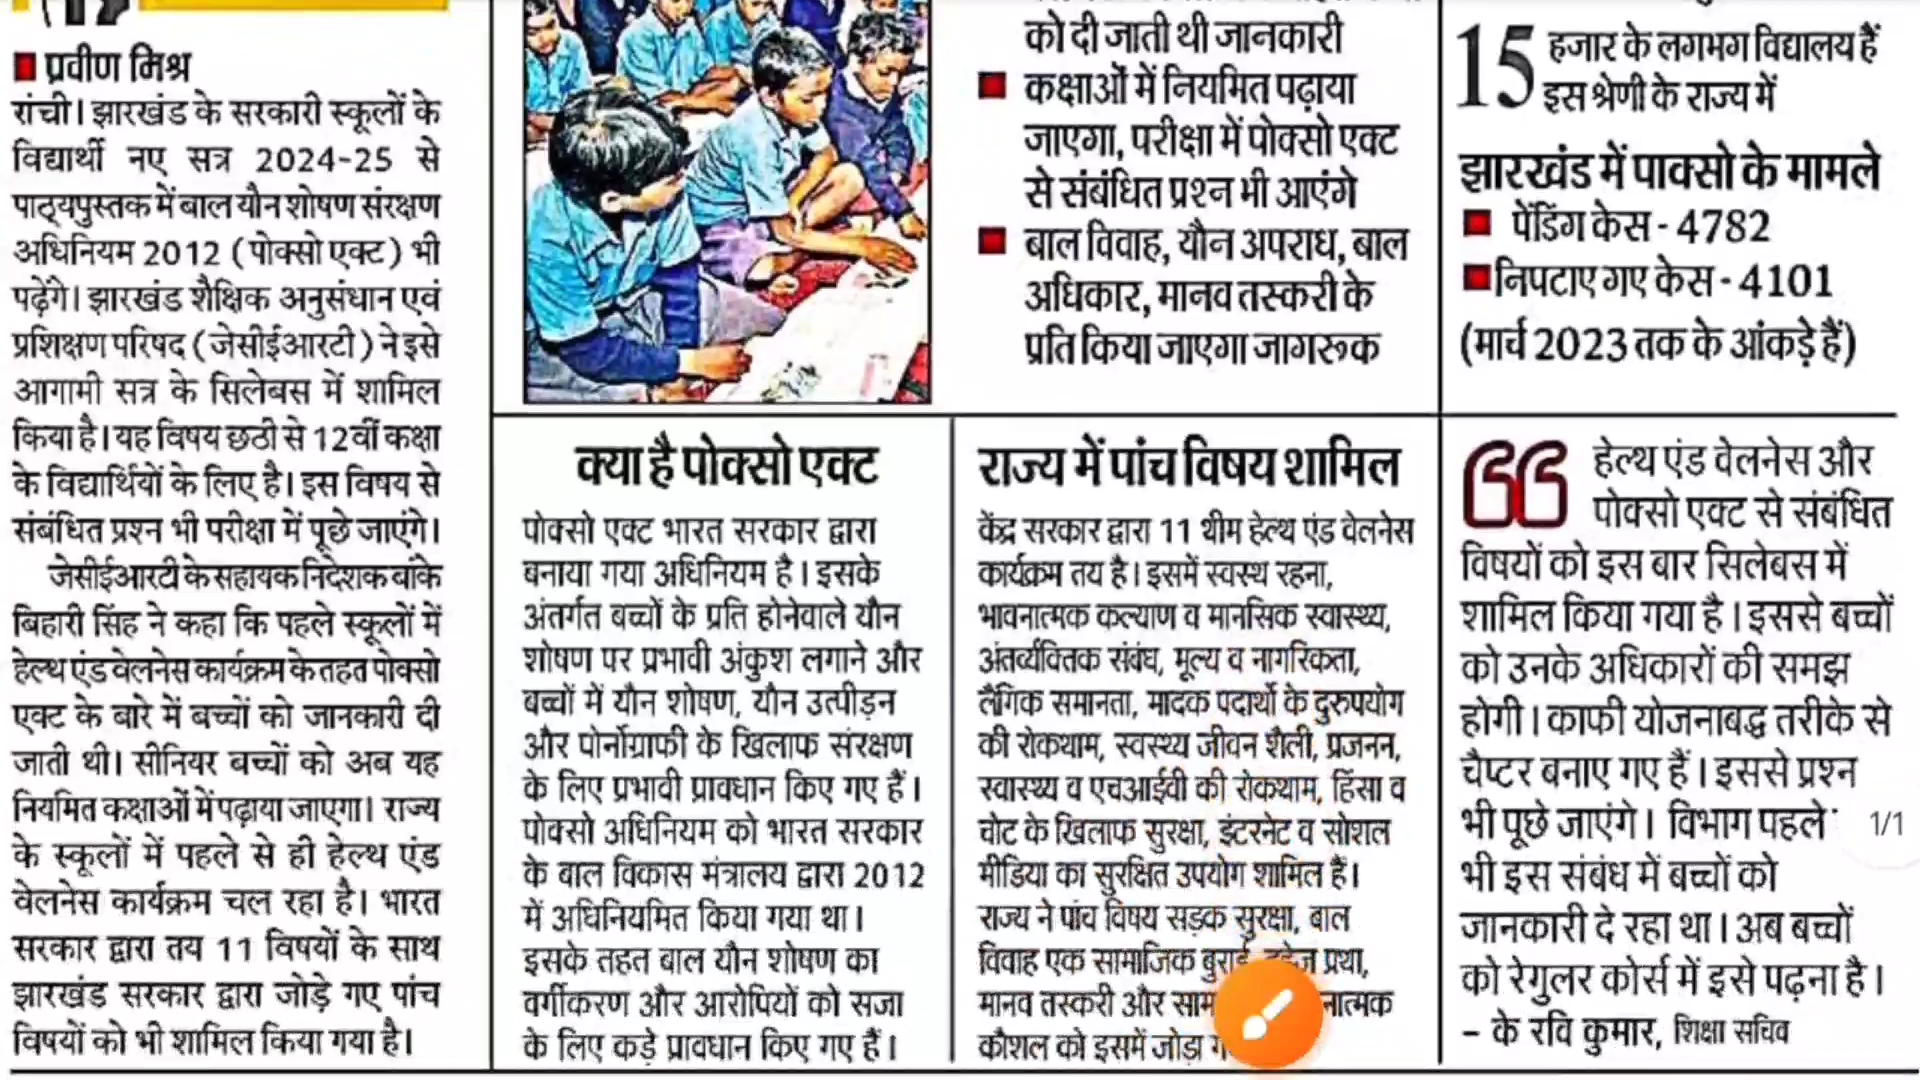 प्रवीण मिश्र
रांची। झारखंड के सरकारी स्कूलों के
विद्यार्थी नए सत्र 2024-25 से
पाठ्यपुस्तक में बाल यौन शोषण संरक्षण
अधिनियम 2012 (पोक्सो एक्ट) भी
पढ़ेंगे। झारखंड शैक्षिक अनुसंधान एवं
प्रशिक्षण परिषद (जेसीईआरटी) ने इसे
आगामी सत्र के सिलेबस में शामिल
किया है। यह विषय छठी से 12वीं कक्षा
के विद्यार्थियों के लिए है। इस विषय से
संबंधित प्रश्न भी परीक्षा में पूछे जाएंगे।
जेसीईआरटी के सहायक निदेशक बांके
बिहारी सिंह ने कहा कि पहले स्कूलों में
हेल्थ एंड वेलनेस कार्यक्रम के तहत पोक्सो
एक्ट के बारे में बच्चों को जानकारी दी
जाती थी। सीनियर बच्चों को अब यह
नियमित कक्षाओं में पढ़ाया जाएगा। राज्य
के स्कूलों में पहले से ही हेल्थ एंड
वेलनेस कार्यक्रम चल रहा है। भारत
सरकार द्वारा तय 11 विषयों के साथ
झारखंड सरकार द्वारा जोड़े गए पांच
विषयों को भी शामिल किया गया है।
को दी जाती थी जानकारी
कक्षाओं में नियमित पढ़ाया
जाएगा, परीक्षा में पोक्सो एक्ट
से संबंधित प्रश्न भी आएंगे
बाल विवाह, यौन अपराध, बाल
अधिकार, मानव तस्करी के
प्रति किया जाएगा जागरूक
15 हजार के लगभग विद्यालय हैं
इस श्रेणी के राज्य में
झारखंड में पाक्सो के मामले
पेंडिंग केस - 4782
निपटाए गए केस - 4101
(मार्च 2023 तक के आंकड़े हैं)
क्या है पोक्सो एक्ट
पोक्सो एक्ट भारत सरकार द्वारा
बनाया गया अधिनियम है। इसके
अंतर्गत बच्चों के प्रति होनेवाले यौन
शोषण पर प्रभावी अंकुश लगाने और
बच्चों में यौन शोषण, यौन उत्पीड़न
और पोर्नोग्राफी के खिलाफ संरक्षण
के लिए प्रभावी प्रावधान किए गए हैं।
पोक्सो अधिनियम को भारत सरकार
के बाल विकास मंत्रालय द्वारा 2012
में अधिनियमित किया गया था।
इसके तहत बाल यौन शोषण का
वर्गीकरण और आरोपियों को सजा
के लिए कड़े प्रावधान किए गए हैं।
राज्य में पांच विषय शामिल
केंद्र सरकार द्वारा 11 थीम हेल्थ एंड वेलनेस
कार्यक्रम तय है। इसमें स्वस्थ रहना,
भावनात्मक कल्याण व मानसिक स्वास्थ्य,
अंतर्व्यक्तिक संबंध, मूल्य व नागरिकता,
लैंगिक समानता, मादक पदार्थो के दुरुपयोग
की रोकथाम, स्वस्थ्य जीवन शैली, प्रजनन,
स्वास्थ्य व एचआईवी की रोकथाम, हिंसा व
चोट के खिलाफ सुरक्षा, इंटरनेट व सोशल
मीडिया का सुरक्षित उपयोग शामिल हैं।
राज्य ने पांच विषय सड़क सुरक्षा, बाल
विवाह एक सामाजिक बुराई, दहेज प्रथा,
मानव तस्करी और साम नात्मक
कौशल को इसमें जोड़ा ग
हेल्थ एंड वेलनेस और
पोक्सो एक्ट से संबंधित
विषयों को इस बार सिलेबस में
शामिल किया गया है। इससे बच्चों
को उनके अधिकारों की समझ
होगी। काफी योजनाबद्ध तरीके से
चैप्टर बनाए गए हैं। इससे प्रश्न
भी पूछे जाएंगे। विभाग पहले
भी इस संबंध में बच्चों को
जानकारी दे रहा था। अब बच्चों
को रेगुलर कोर्स में इसे पढ़ना है।
– के रवि कुमार, शिक्षा सचिव
1/1